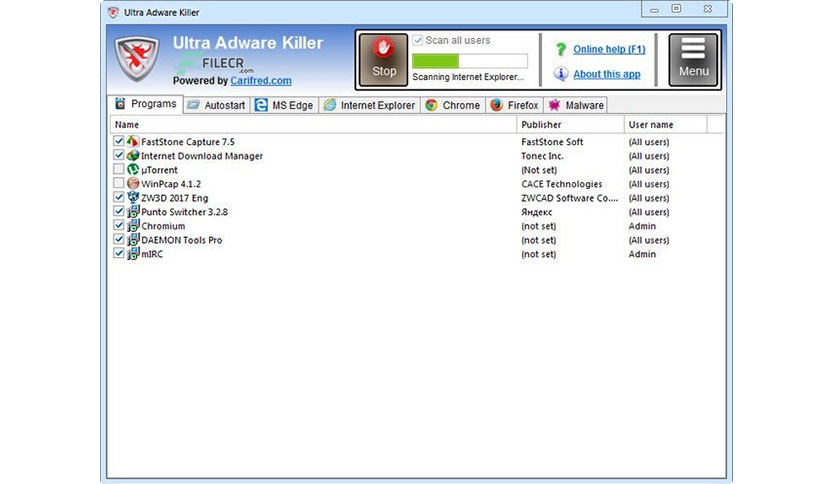 Ultra Adware Killer
Ultra Adware Killer
FILECR
.com
Powered by Carifred.com
Stop
Scan all users
Scanning Internet Explorer...
Online help (F1)
About this app
Menu
Programs Autostart MS Edge Internet Explorer Chrome Firefox Malware
Name Publisher User name
FastStone Capture 7.5 FastStone Soft (All users)
Internet Download Manager Tonec Inc. (All users)
µTorrent (Not set) (All users)
WinPcap 4.1.2 CACE Technologies (All users)
ZW3D 2017 Eng ZWCAD Software Co.... (All users)
Punto Switcher 3.2.8 Яндекс (All users)
Chromium (not set) Admin
DAEMON Tools Pro (not set) (All users)
mIRC (not set) Admin